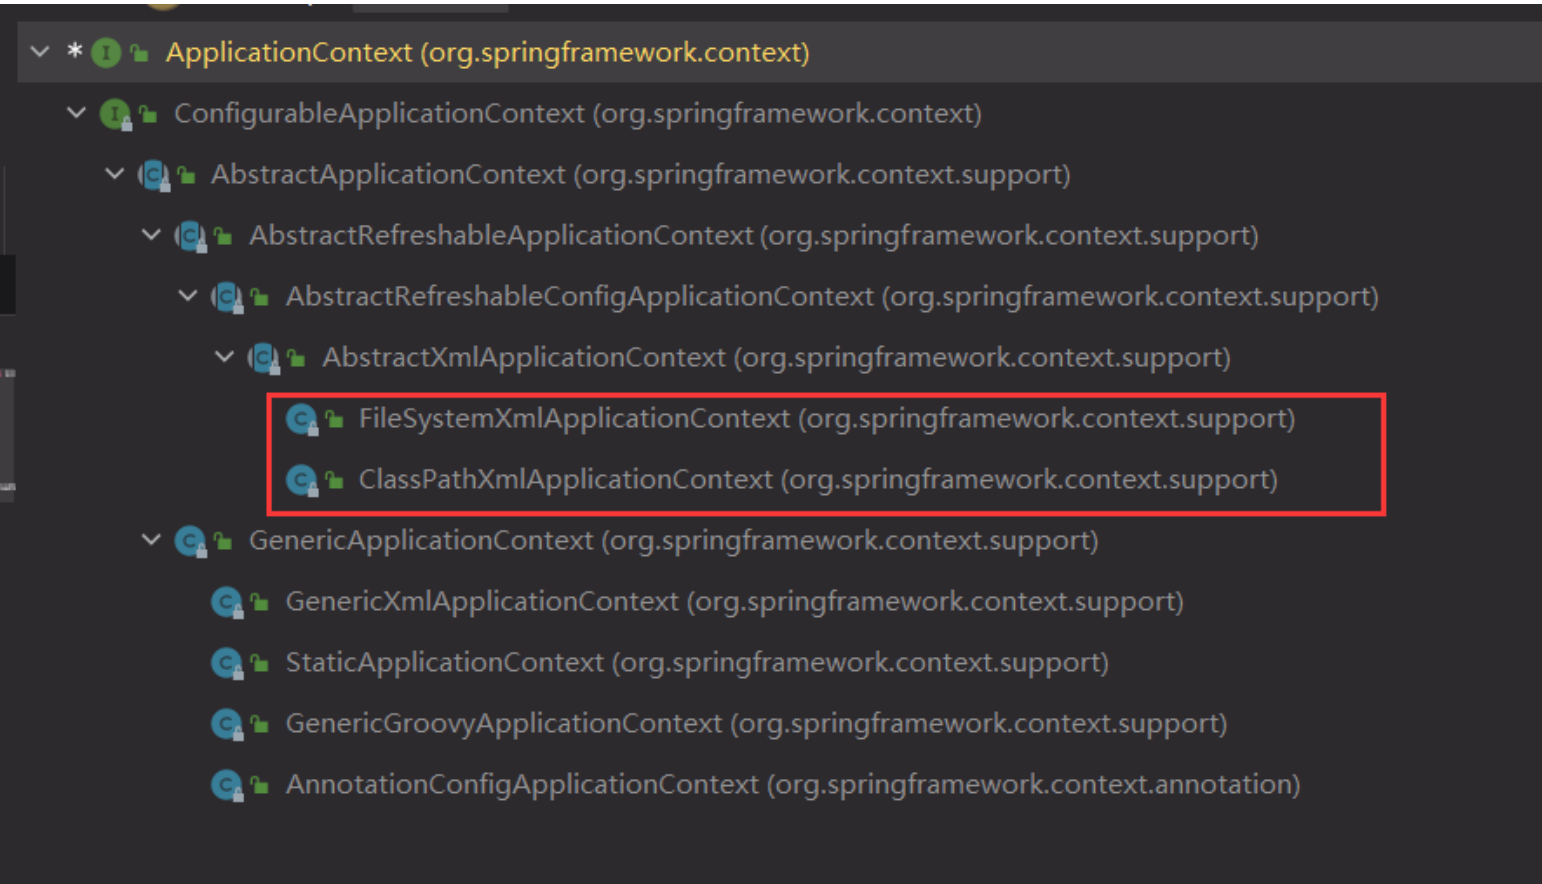 * ApplicationContext (org.springframework.context)
ConfigurableApplicationContext (org.springframework.context)
AbstractApplicationContext (org.springframework.context.support)
AbstractRefreshableApplicationContext (org.springframework.context.support)
AbstractRefreshableConfigApplicationContext (org.springframework.context.support)
AbstractXmlApplicationContext (org.springframework.context.support)
FileSystemXmlApplicationContext (org.springframework.context.support)
ClassPathXmlApplicationContext (org.springframework.context.support)
GenericApplicationContext (org.springframework.context.support)
GenericXmlApplicationContext (org.springframework.context.support)
StaticApplicationContext (org.springframework.context.support)
GenericGroovyApplicationContext (org.springframework.context.support)
AnnotationConfigApplicationContext (org.springframework.context.annotation)